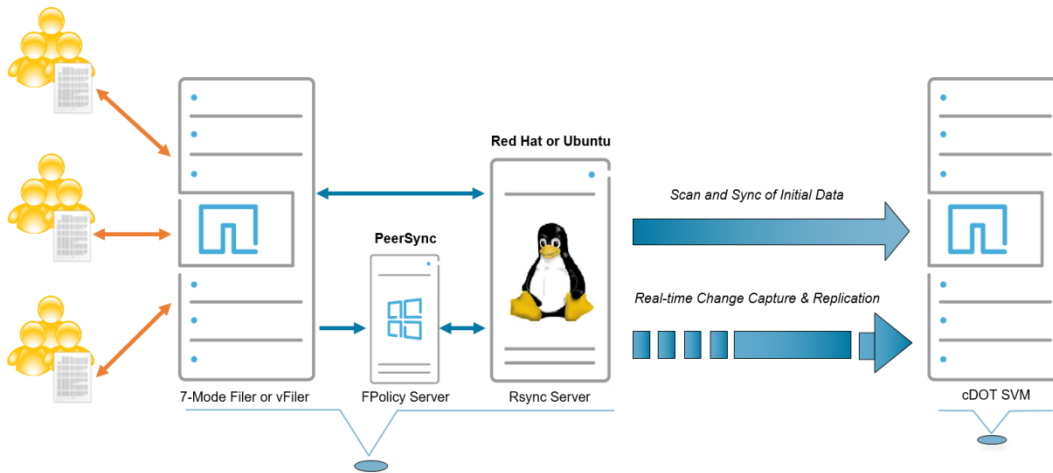 Red Hat or Ubuntu
Scan and Sync of Initial Data
PeerSync
Real-time Change Capture & Replication
7-Mode Filer or vFiler
FPolicy Server
Rsync Server
cDOT SVM